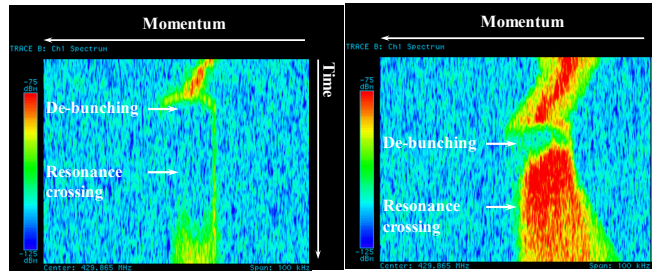 Momentum
TRACE B: Ch1 Spectrum
-75
dBm
De-bunching
Resonance
crossing
-125
dBm
Center: 429.865 MHz
Span: 100 kHz
Time
Momentum
TRACE B: Ch1 Spectrum
-75
dBm
De-bunching
Resonance
crossing
-125
dBm
Center: 429.865 MHz
Span: 100 kHz